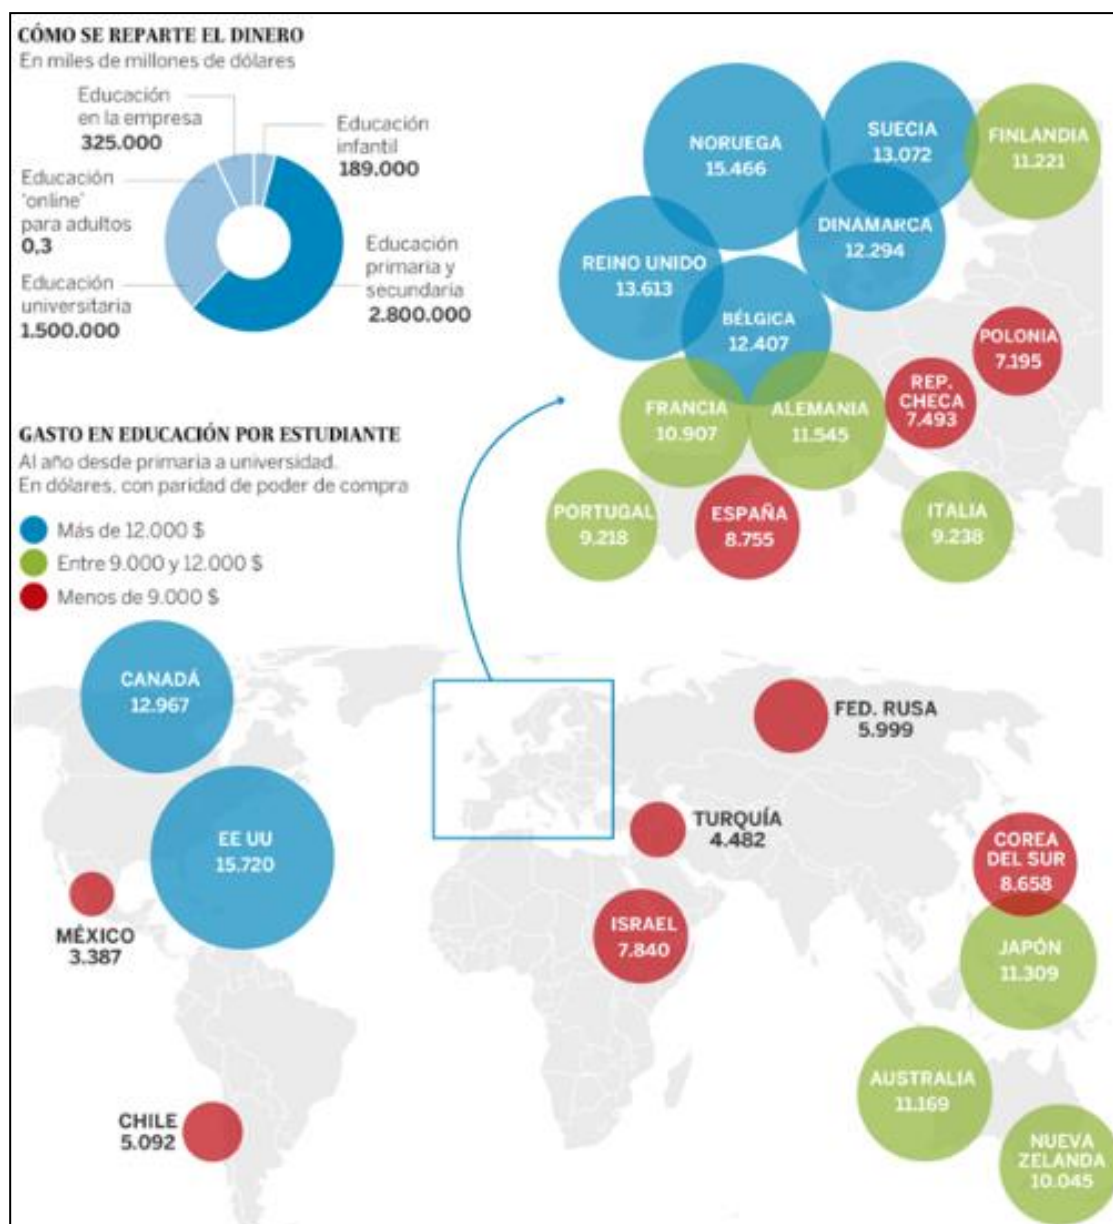 CÓMO SE REPARTE EL DINERO
En miles de millones de dólares
Educación
en la empresa
325.000
Educación
infantil
189.000
Educación
'online'
para adultos
0,3
Educación
primaria y
secundaria
2.800.000
Educación
universitaria
1.500.000
GASTO EN EDUCACIÓN POR ESTUDIANTE
Al año desde primaria a universidad.
En dólares, con paridad de poder de compra
Más de 12.000 $
Entre 9.000 y 12.000 $
Menos de 9.000 $
NORUEGA
15.466
SUECIA
13.072
FINLANDIA
11.221
DINAMARCA
12.294
REINO UNIDO
13.613
BÉLGICA
12.407
POLONIA
7.195
REP.
CHECA
7.493
FRANCIA
10.907
ALEMANIA
11.545
PORTUGAL
9.218
ESPAÑA
8.755
ITALIA
9.238
CANADÁ
12.967
FED. RUSA
5.999
EE UU
15.720
TURQUÍA
4.482
COREA
DEL SUR
8.658
MÉXICO
3.387
ISRAEL
7.840
JAPÓN
11.309
AUSTRALIA
11.169
CHILE
5.092
NUEVA
ZELANDA
10.045